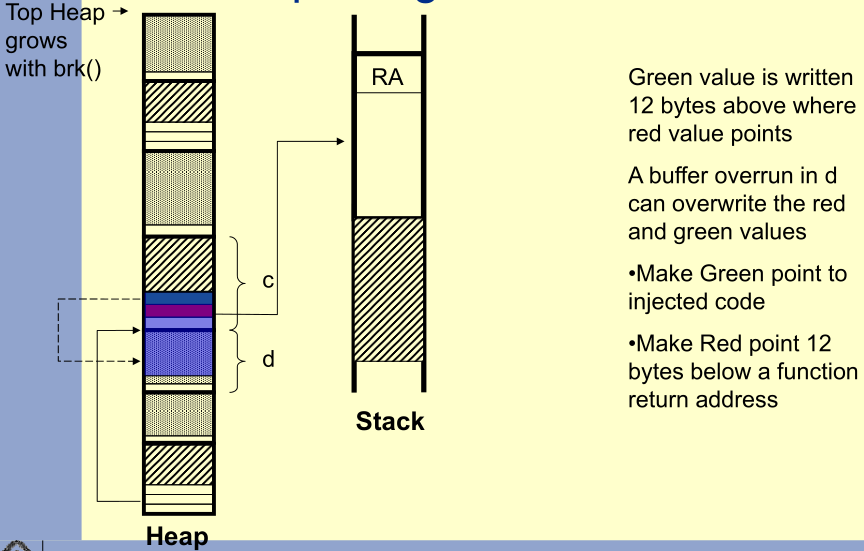 Top Heap
grows
with brk()
RA
c
d
Stack
Heap
Green value is written
12 bytes above where
red value points
A buffer overrun in d
can overwrite the red
and green values
•Make Green point to
injected code
•Make Red point 12
bytes below a function
return address